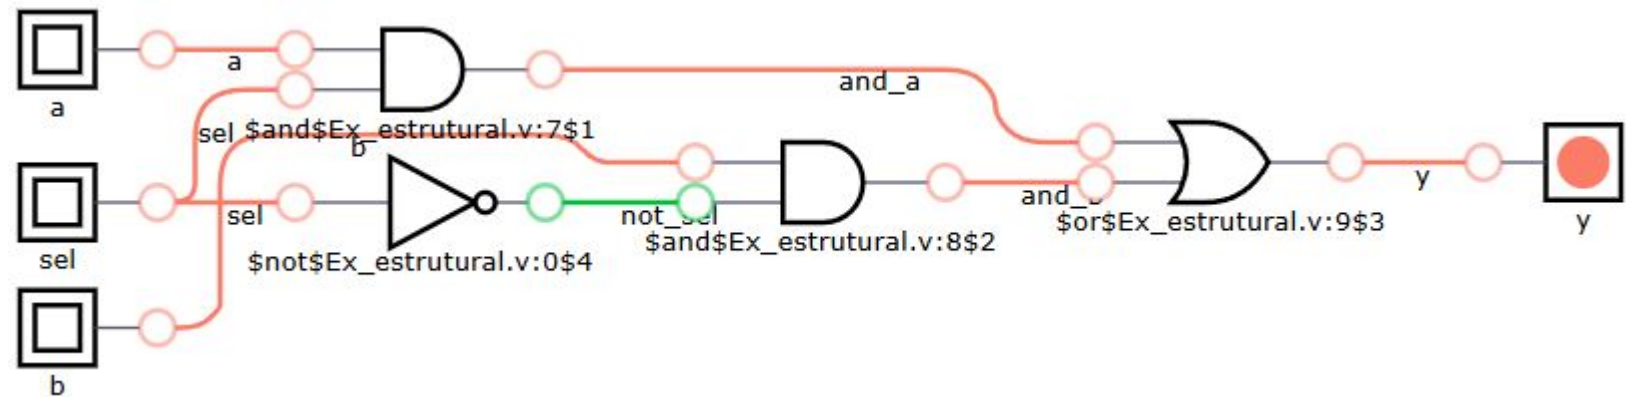 a
a
sel
$and$Ex_estrutural.v:7$1
b
and_a
sel
sel
$not$Ex_estrutural.v:0$4
not_sel
$and$Ex_estrutural.v:8$2
and_b
$or$Ex_estrutural.v:9$3
y
y
b